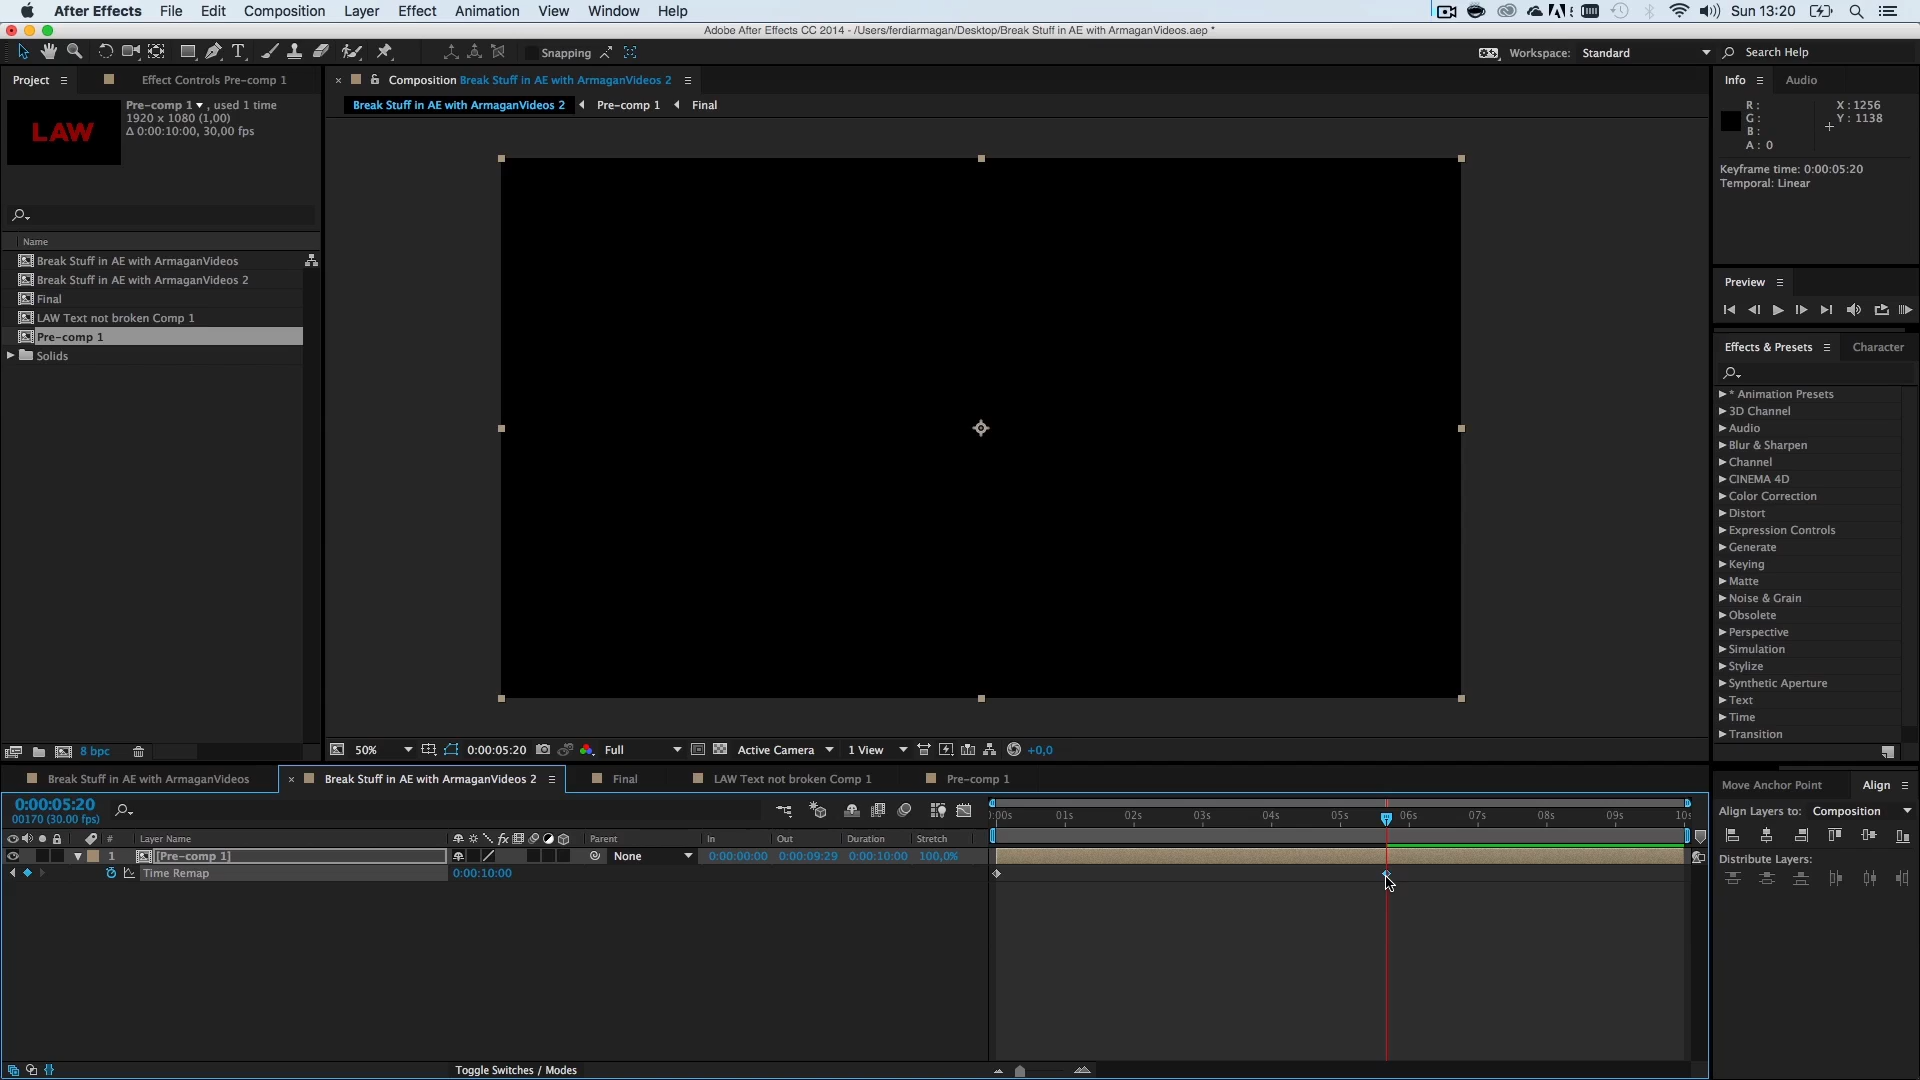 After Effects File Edit Composition Layer Effect Animation View Window Help Sun 13:20
Adobe After Effects CC 2014 - /Users/ferdiarmagan/Desktop/Break Stuff in AE with ArmaganVideos.aep *
Snapping Workspace: Standard Search Help
Project Effect Controls Pre-comp 1
Composition Break Stuff in AE with ArmaganVideos 2
Info Audio
Break Stuff in AE with ArmaganVideos 2 Pre-comp 1 Final
LAW
Pre-comp 1 , used 1 time
1920 x 1080 (1,00)
Δ 0:00:10:00, 30,00 fps
R :
G :
B :
A : 0
X : 1256
Y : 1138
Keyframe time: 0:00:05:20
Temporal: Linear
Name
Break Stuff in AE with ArmaganVideos
Break Stuff in AE with ArmaganVideos 2
Final
LAW Text not broken Comp 1
Pre-comp 1
Solids
Preview
Effects & Presets Character
* Animation Presets
3D Channel
Audio
Blur & Sharpen
Channel
CINEMA 4D
Color Correction
Distort
Expression Controls
Generate
Keying
Matte
Noise & Grain
Obsolete
Perspective
Simulation
Stylize
Synthetic Aperture
Text
Time
Transition
8 bpc
50% 0:00:05:20 Full Active Camera 1 View +0,0
Break Stuff in AE with ArmaganVideos Break Stuff in AE with ArmaganVideos 2 Final LAW Text not broken Comp 1 Pre-comp 1
Move Anchor Point Align
0:00:05:20
00170 (30.00 fps)
01s 02s 03s 04s 05s 06s 07s 08s 09s
Align Layers to: Composition
# Layer Name Parent In Out Duration Stretch
1 [Pre-comp 1] None 0:00:00:00 0:00:09:29 0:00:10:00 100,0%
Distribute Layers:
Time Remap 0:00:10:00
Toggle Switches / Modes